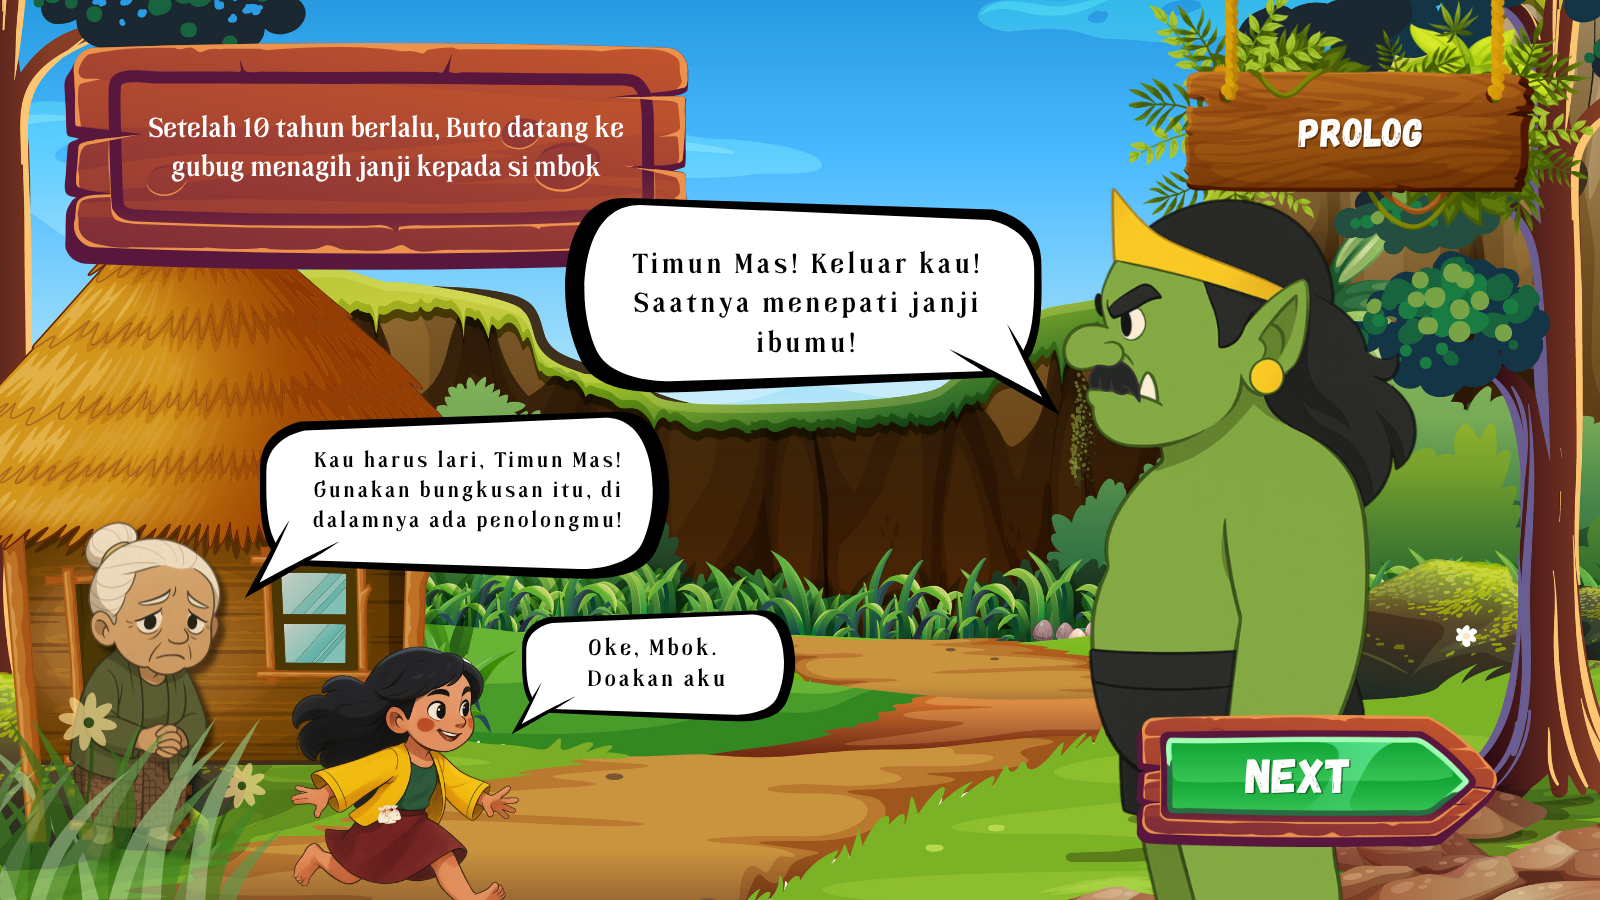 Setelah 10 tahun berlalu, Buto datang ke
gubug menagih janji kepada si mbok
PROLOG
Timun Mas! Keluar kau!
Saatnya menepati janji
ibumu!
Kau harus lari, Timun Mas!
Gunakan bungkusan itu, di
dalamnya ada penolongmu!
Oke, Mbok.
Doakan aku
NEXT